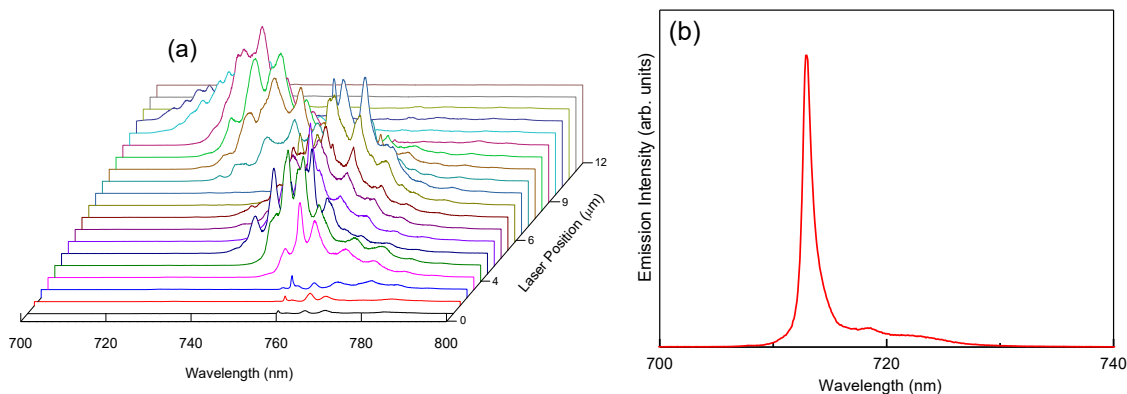 (a)
12
9
6
4
0
Laser Position (μm)
700 720 730 740 760 780 800
Wavelength (nm)
(b)
Emission Intensity (arb. units)
700 720 740
Wavelength (nm)